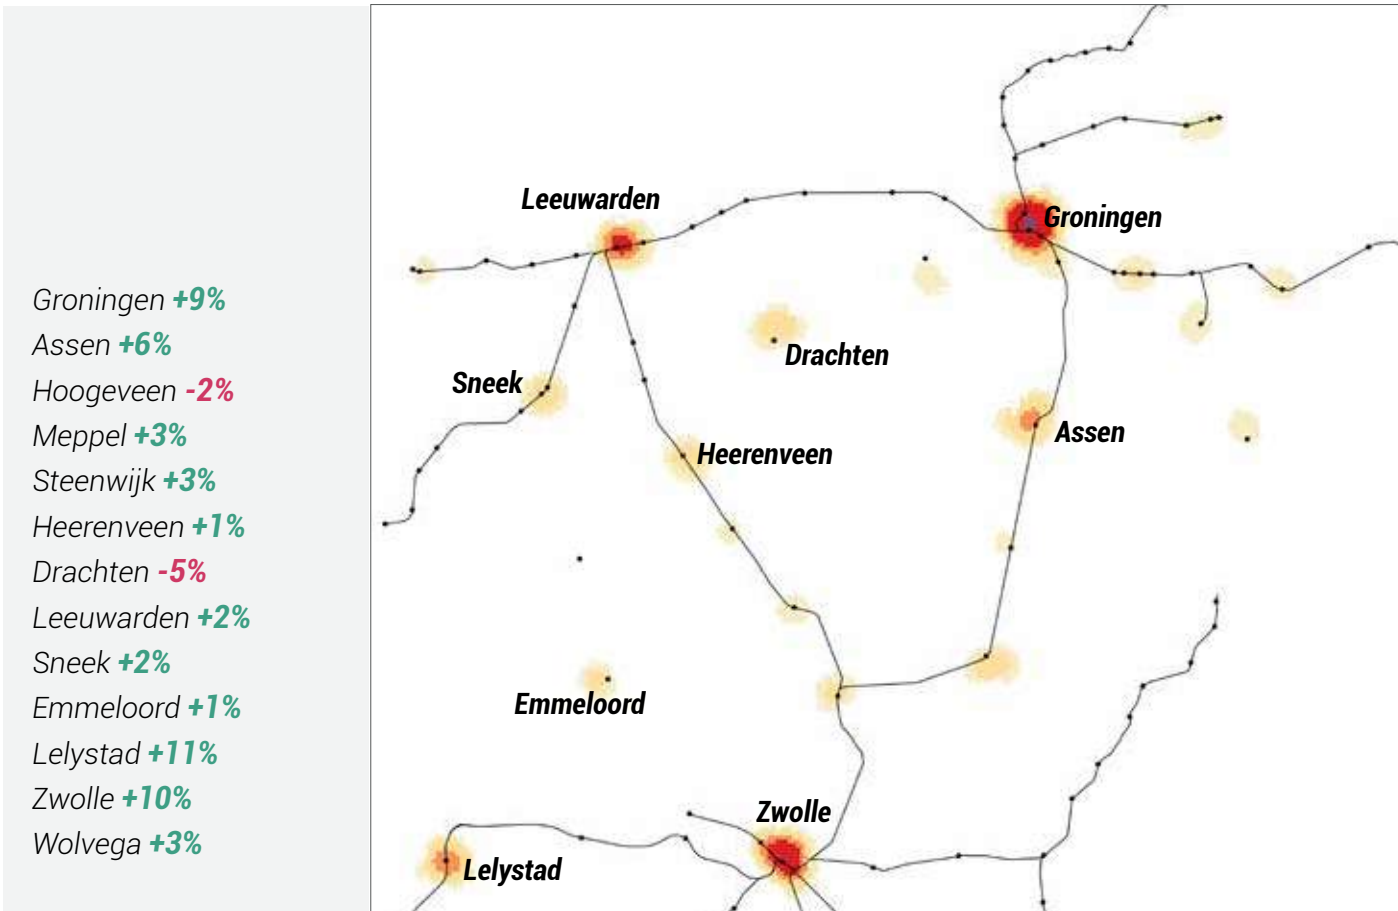 Groningen +9%
Assen +6%
Hoogeveen -2%
Meppel +3%
Steenwijk +3%
Heerenveen +1%
Drachten -5%
Leeuwarden +2%
Sneek +2%
Emmeloord +1%
Lelystad +11%
Zwolle +10%
Wolvega +3%
Leeuwarden
Groningen
Drachten
Sneek
Assen
Heerenveen
Emmeloord
Zwolle
Lelystad